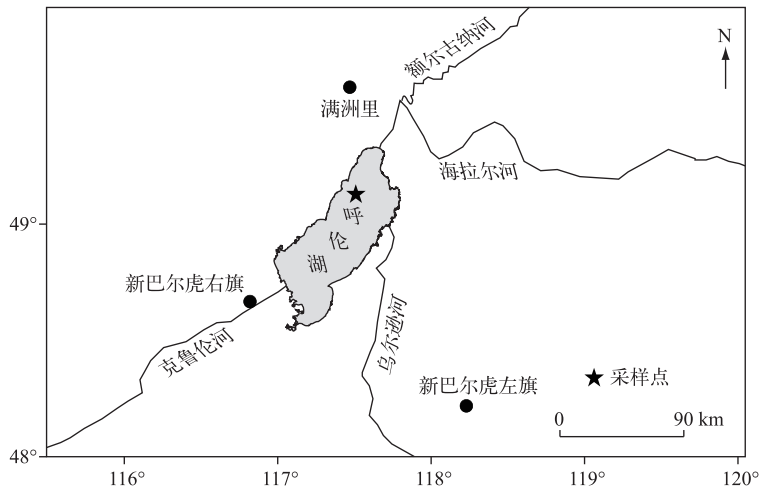 额尔古纳河
N
满洲里
海拉尔河
49°
呼伦湖
新巴尔虎右旗
克鲁伦河
乌尔逊河
采样点
新巴尔虎左旗
0 90 km
48°
116° 117° 118° 119° 120°